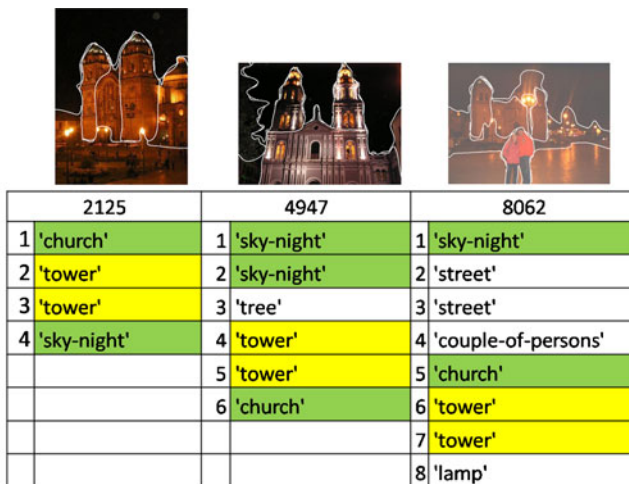 2125 4947 8062
1 'church' 1 'sky-night' 1 'sky-night'
2 'tower' 2 'sky-night' 2 'street'
3 'tower' 3 'tree' 3 'street'
4 'sky-night' 4 'tower' 4 'couple-of-persons'
5 'tower' 5 'church'
6 'church' 6 'tower'
7 'tower'
8 'lamp'